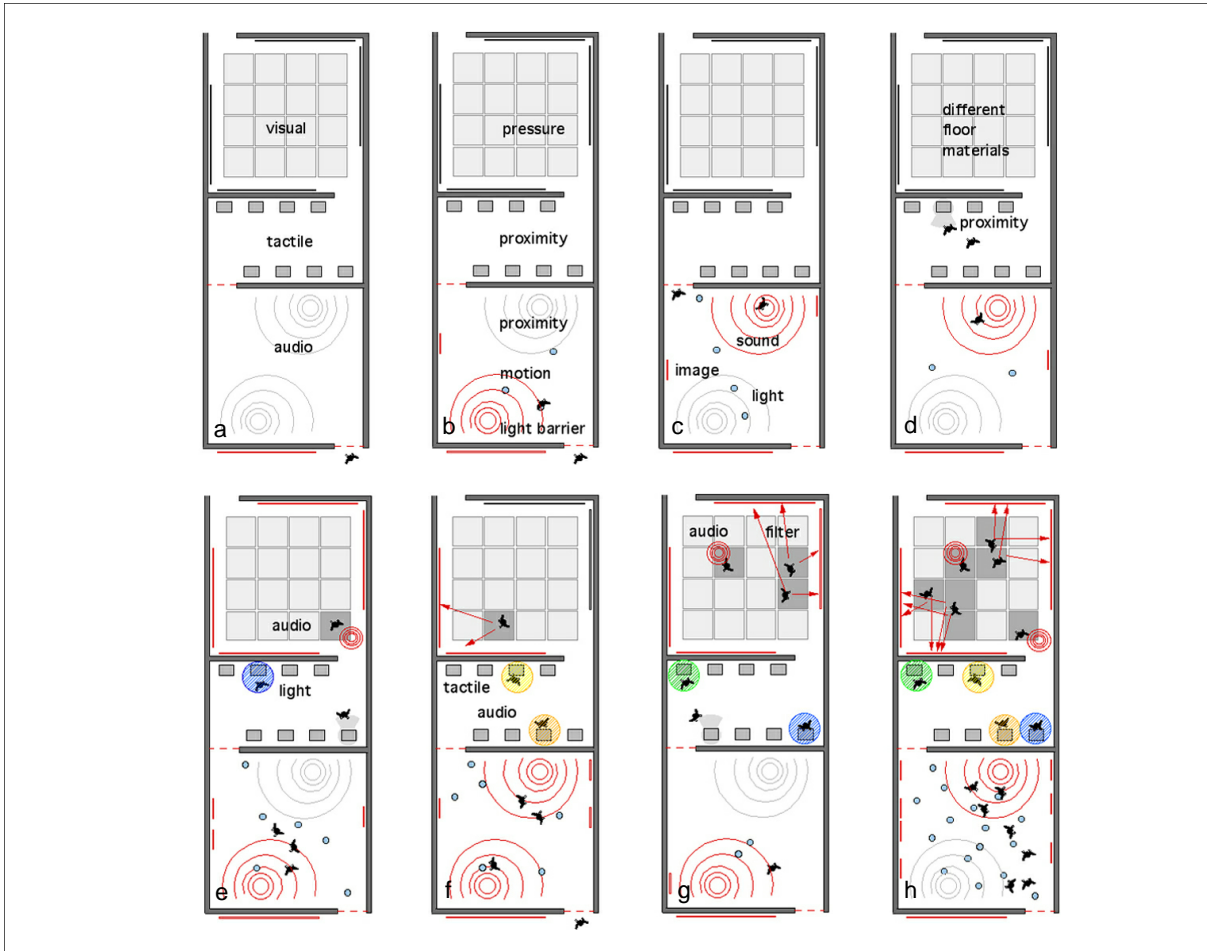 visual
tactile
audio
a
pressure
proximity
proximity
motion
light barrier
b
sound
image
light
c
different
floor
materials
proximity
d
audio
light
e
tactile
audio
f
audio filter
g
h